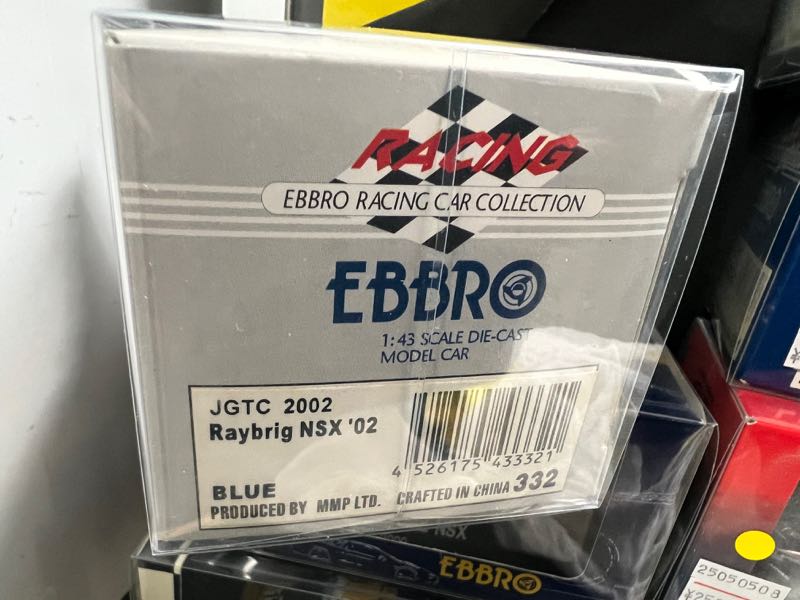 RACING
EBBRO RACING CAR COLLECTION
EBBRO
1:43 SCALE DIE-CAST
MODEL CAR
JGTC 2002
Raybrig NSX '02
4 526175 433321
BLUE
CRAFTED IN CHINA 332
PRODUCED BY MMP LTD.
NSX
EBBRO
25050508